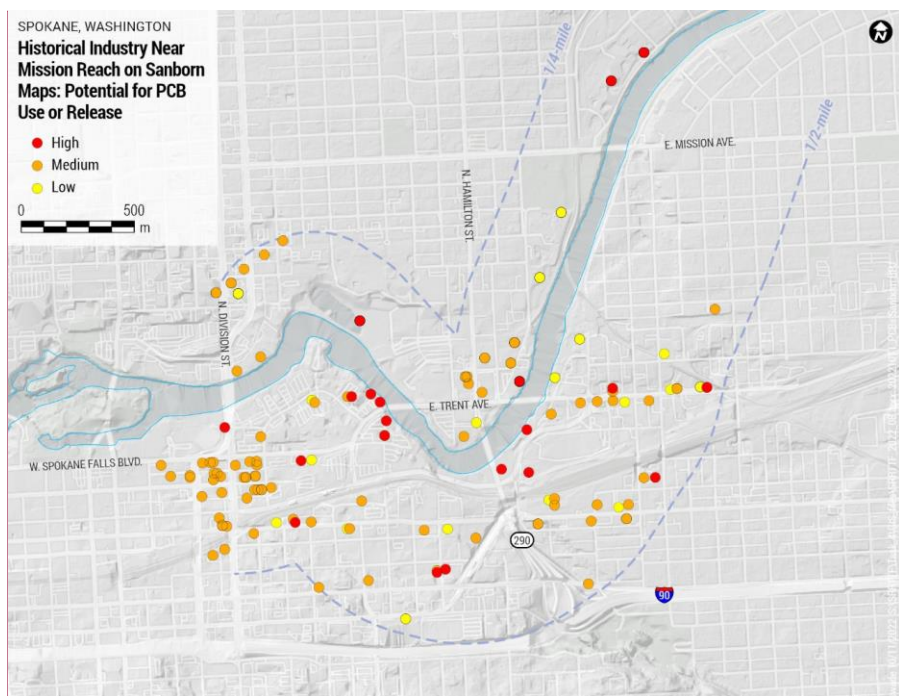 SPOKANE, WASHINGTON
Historical Industry Near
Mission Reach on Sanborn
Maps: Potential for PCB
Use or Release
High
Medium
Low
0 500
m
N
1/4-mile
1/2-mile
E. MISSION AVE.
N. HAMILTON ST.
N. DIVISION ST.
E. TRENT AVE.
W. SPOKANE FALLS BLVD.
290
90